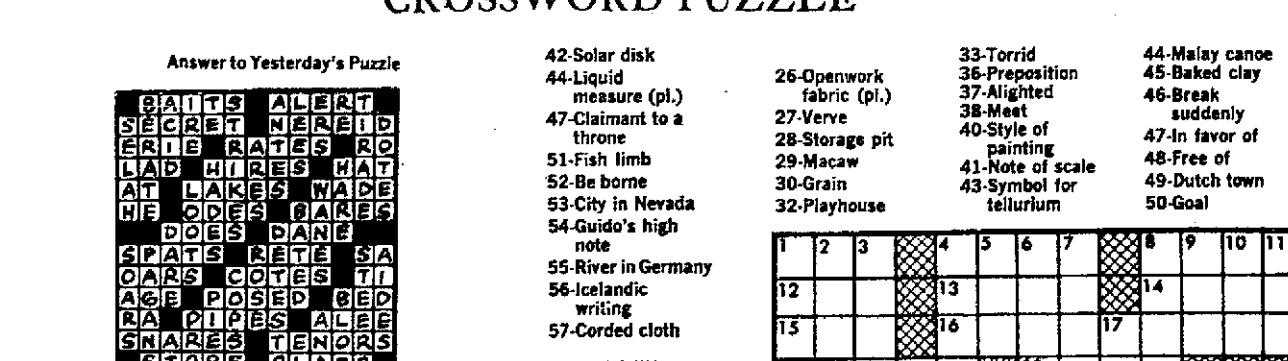 CROSSWORD PUZZLE
Answer to Yesterday's Puzzle
BAITS ALERT
SECRET NEREID
ERIE RATES RO
LAD HIRES HAT
AT LAKES WADE
HE ODES BARES
DOES DANE
SPATS RETE SA
OARS COTES TI
AGE POSED BED
RA PIPES ALEE
SNARES TENORS
42-Solar disk
44-Liquid
measure (pl.)
47-Claimant to a
throne
51-Fish limb
52-Be borne
53-City in Nevada
54-Guido's high
note
55-River in Germany
56-Icelandic
writing
57-Corded cloth
26-Openwork
fabric (pl.)
27-Verve
28-Storage pit
29-Macaw
30-Grain
32-Playhouse
33-Torrid
36-Preposition
37-Alighted
38-Meet
40-Style of
painting
41-Note of scale
43-Symbol for
tellurium
44-Malay canoe
45-Baked clay
46-Break
suddenly
47-In favor of
48-Free of
49-Dutch town
50-Goal
1 2 3 4 5 6 7 8 9 10 11
12 13 14
15 16 17